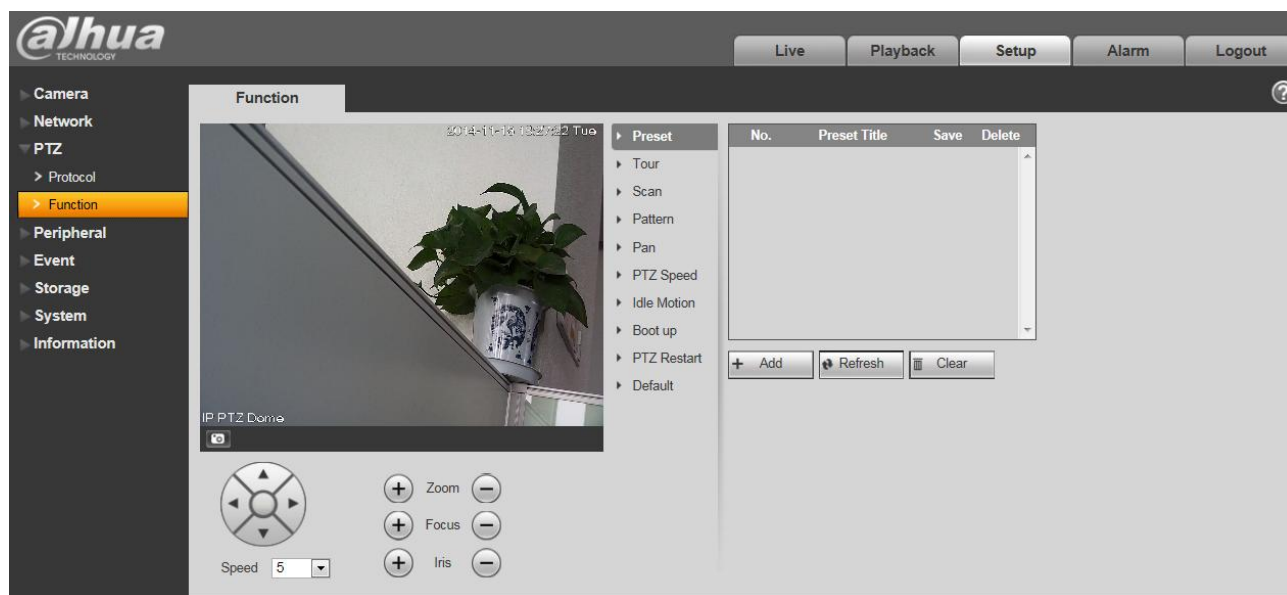 alhua
TECHNOLOGY
Live Playback Setup Alarm Logout
Camera
Network
PTZ
> Protocol
> Function
Peripheral
Event
Storage
System
Information
Function
Tue
IP PTZ Dome
Preset
Tour
Scan
Pattern
Pan
PTZ Speed
Idle Motion
Boot up
PTZ Restart
Default
No. Preset Title Save Delete
+ Add Refresh Clear
+ Zoom −
+ Focus −
+ Iris −
Speed 5
?